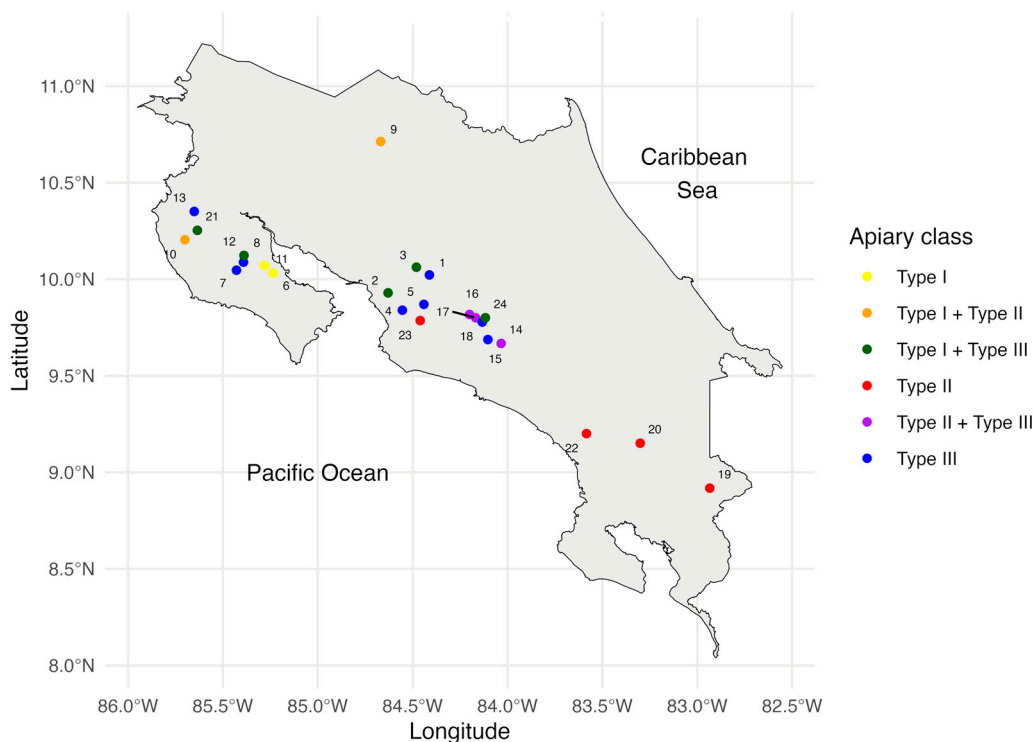 11.0°N
10.5°N
10.0°N
9.5°N
9.0°N
8.5°N
8.0°N
Latitude
86.0°W 85.5°W 85.0°W 84.5°W 84.0°W 83.5°W 83.0°W 82.5°W
Longitude
Caribbean
Sea
Pacific Ocean
9
13
21
12 8
10
11
7
6
3
1
2
5
4
23
16
17
24
18
14
15
22
20
19
Apiary class
Type I
Type I + Type II
Type I + Type III
Type II
Type II + Type III
Type III